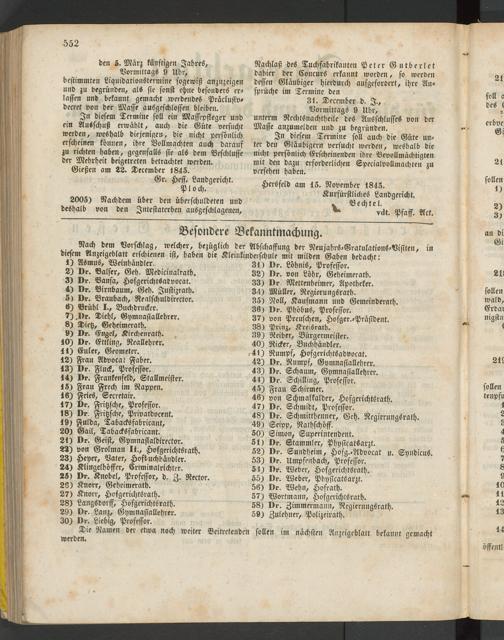 552
den 5. März künftigen Jahres,
Vormittags 9 Uhr,
bestimmten Liquidationstermine sogewiß anzuzeigen
und zu begründen, als sie sonst ohne besonders er-
lassen und bekannt gemacht werdendes Präclusiv-
decret von der Masse ausgeschlossen bleiben.
In diesem Termine soll ein Massepfleger und
ein Ausschuß erwählt, auch die Güte versucht
werden, weshalb diejenigen, die nicht persönlich
erscheinen können, ihre Vollmachten auch darauf
zu richten haben, gegenfalls sie als dem Beschlusse
der Mehrheit beigetreten betrachtet werden.
Gießen am 22. December 1845.
Gr. Hess. Landgericht.
Ploch.
2005) Nachdem über den überschuldeten und
deshalb von den Intestaterben ausgeschlagenen,
Nachlaß des Tuchfabrikanten Peter Gutberlet
dahier der Concurs erkannt worden, so werden
dessen Gläubiger hierdurch aufgefordert, ihre An-
sprüche im Termine den
31. December d. J.,
Vormittags 9 Uhr,
unterm Rechtsnachtheile des Ausschlusses von der
Masse anzumelden und zu begründen.
In diesem Termine soll auch die Güte un-
ter den Gläubigern versucht werden, weshalb die
nicht persönlich Erscheinenden ihre Bevollmächtigten
mit den dazu erforderlichen Specialvollmachten zu
versehen haben.
Hersfeld am 15. November 1845.
Kurfürstliches Landgericht.
Bechtel.
vdt. Pfaff. Act.
Besondere Bekanntmachung.
Nach dem Vorschlag, welcher, bezüglich der Abschaffung der Neujahrs-Gratulations-Visiten, in
diesem Anzeigeblatt erschienen ist, haben die Kleinkinderschule mit milden Gaben bedacht:
1) Asmus, Weinhändler.
2) Dr. Balser, Geh. Medicinalrath.
3) Dr. Bansa, Hofgerichtsadvocat.
4) Dr. Birnbaum, Geh. Justizrath.
5) Dr. Braubach, Realschuldirector.
6) Brühl I., Buchdrucker.
7) Dr. Diehl, Gymnasiallehrer.
8) Dietz, Geheimerath.
9) Dr. Engel, Kirchenrath.
10) Dr. Ettling, Reallehrer.
11) Euler, Geometer.
12) Frau Advocat Faber.
13) Dr. Fluck, Professor.
14) Dr. Frankenfeld, Stallmeister.
15) Frau Frech im Rappen.
16) Freis, Secretair.
17) Dr. Fritzsche, Professor.
18) Dr. Fritzsche, Privatdocent.
19) Fulda, Tabacksfabricant.
20) Gail, Tabacksfabricant.
21) Dr. Geist, Gymnasialdirector.
22) von Grolman II., Hofgerichtsrath.
23) Heyer, Vater, Hofbuchhändler.
24) Klingelhöffer, Criminalrichter.
25) Dr. Knobel, Professor, d. Z. Rector.
26) Knorr, Geheimerath.
27) Knorr, Hofgerichtsrath.
28) Langsdorff, Hofgerichtsrath.
29) Dr. Lanz, Gymnasiallehrer.
30) Dr. Liebig, Professor.
31) Dr. Löhnis, Professor.
32) Dr. von Löhr, Geheimerath.
33) Dr. Mettenheimer, Apotheker.
34) Müller, Regierungsrath.
35) Noll, Kaufmann und Gemeinderath.
36) Dr. Phöbus, Professor.
37) von Preuschen, Hofger.-Präsident.
38) Prinz, Kreisrath.
39) Reiber, Bürgermeister.
40) Ricker, Buchhändler.
41) Rumpf, Hofgerichtsadvocat.
42) Dr. Rumpf, Gymnasiallehrer.
43) Dr. Schaum, Gymnasiallehrer.
44) Dr. Schilling, Professor.
45) Frau Schirmer.
46) von Schmalkalder, Hofgerichtsrath.
47) Dr. Schmidt, Professor.
48) Dr. Schmitthenner, Geh. Regierungsrath.
49) Seipp, Rathschöff.
50) Simon, Superintendent.
51) Dr. Stammler, Physicatsarzt.
52) Dr. Sundheim, Hofg.-Advocat u. Syndicus.
53) Dr. Umpfenbach, Professor.
54) Dr. Weber, Hofgerichtsrath.
55) Dr. Weber, Physicatsarzt.
56) Dr. Wehn, Hofrath.
57) Wortmann, Hofgerichtsrath.
58) Dr. Zimmermann, Regierungsrath.
59) Zulehner, Polizeirath.
Die Namen der etwa noch weiter Beitretenden sollen im nächsten Anzeigeblatt bekannt gemacht
werden.